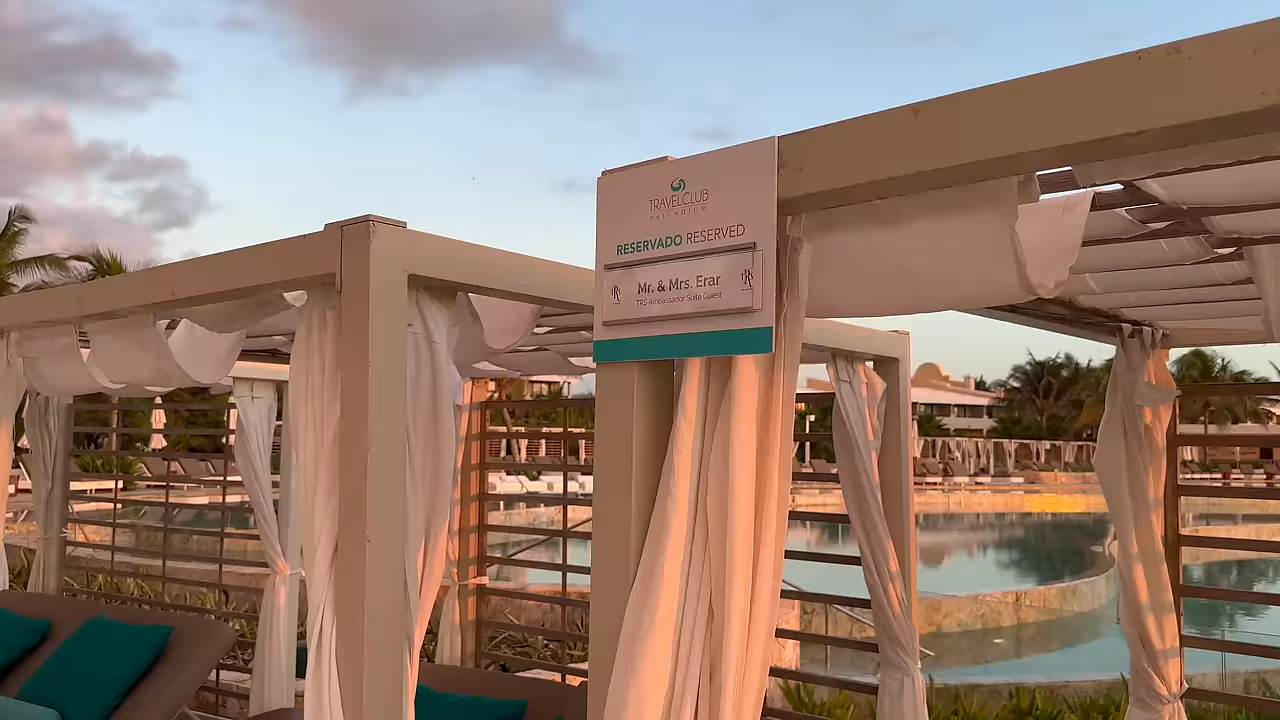 TRAVELCLUB
PALLADIUM
RESERVADO RESERVED
Mr. & Mrs. Erar
TRS Ambassador Suite Guest